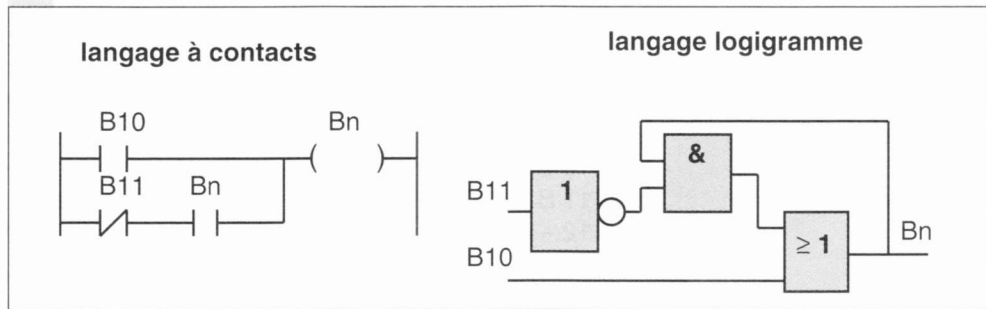 langage à contacts
B10
Bn
( )
B11
Bn
langage logigramme
&
B11
1
B10
≥ 1
Bn